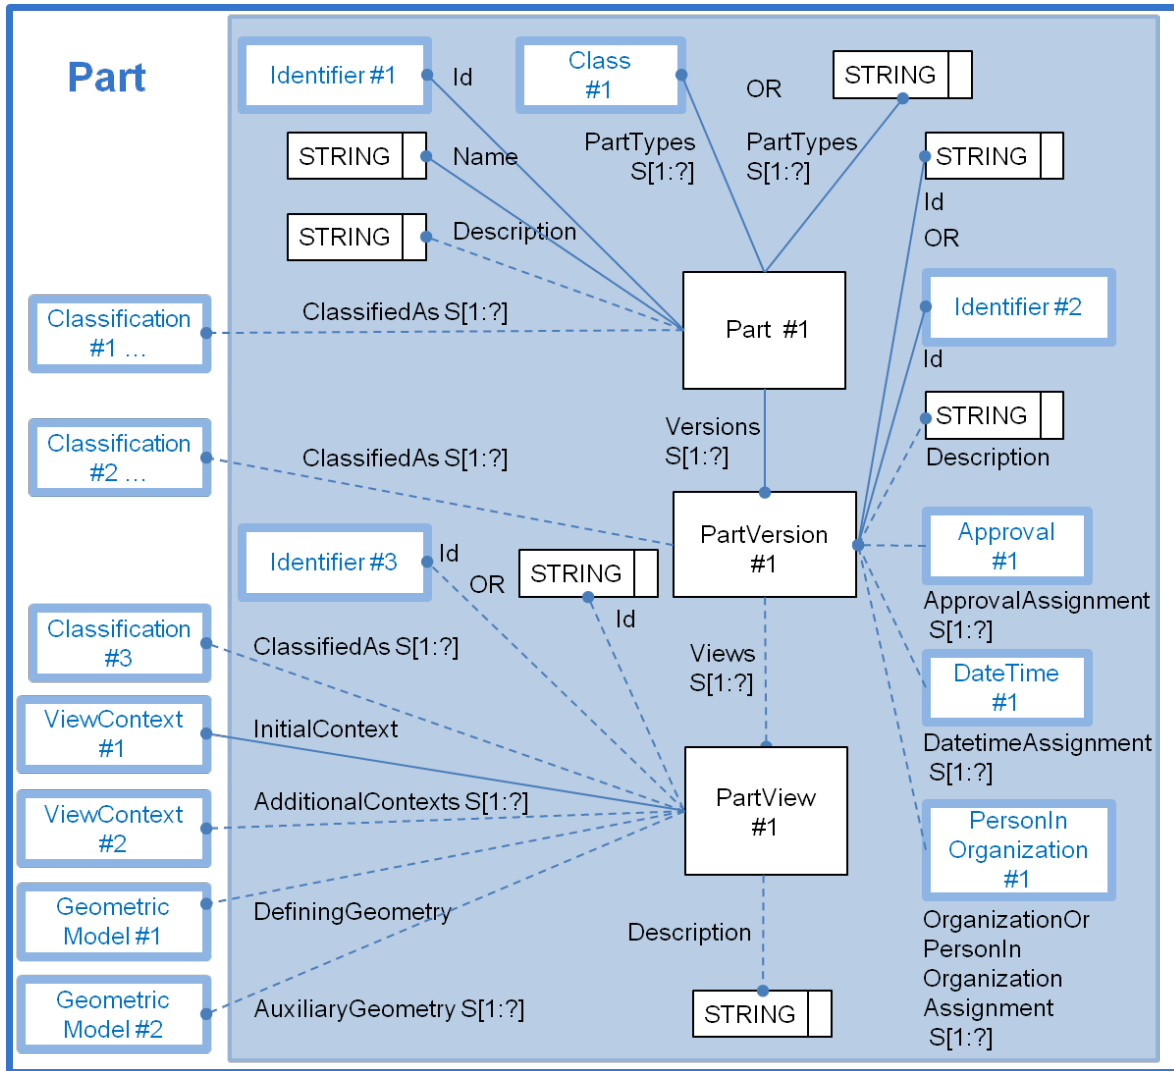 Part
Identifier #1
Id
Class
#1
OR
STRING
STRING
Name
PartTypes
S[1:?]
PartTypes
S[1:?]
STRING
Id
OR
STRING
Description
Identifier #2
Id
Classification
#1 ...
ClassifiedAs S[1:?]
Part #1
STRING
Description
Classification
#2 ...
ClassifiedAs S[1:?]
Versions
S[1:?]
PartVersion
#1
Approval
#1
ApprovalAssignment
S[1:?]
Identifier #3
Id
OR
STRING
Id
Classification
#3
ClassifiedAs S[1:?]
Views
S[1:?]
DateTime
#1
DatetimeAssignment
S[1:?]
ViewContext
#1
InitialContext
ViewContext
#2
AdditionalContexts S[1:?]
PartView
#1
PersonIn
Organization
#1
Geometric
Model #1
DefiningGeometry
Description
OrganizationOr
PersonIn
Organization
Assignment
S[1:?]
Geometric
Model #2
AuxiliaryGeometry S[1:?]
STRING